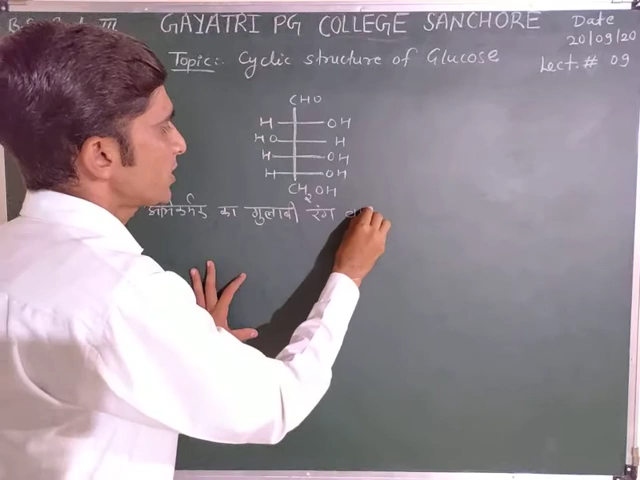 III GAYATRI PG COLLEGE SANCHORE Date
20/09/20
Topic:- Cyclic structure of Glucose Lect.# 09
CHO
H OH
HO H
H OH
H OH
CH2OH
का गुलाबी रंग